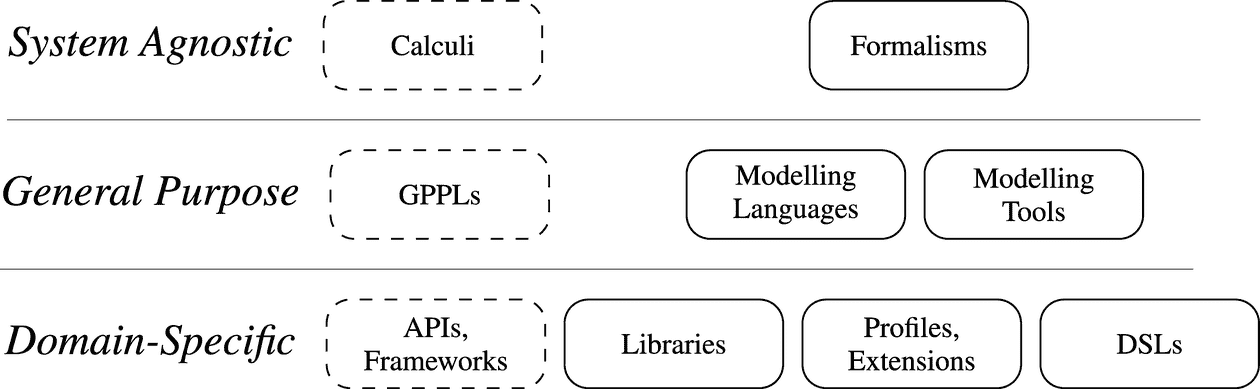 System Agnostic
Calculi
Formalisms
General Purpose
GPPLs
Modelling
Languages
Modelling
Tools
Domain-Specific
APIs,
Frameworks
Libraries
Profiles,
Extensions
DSLs